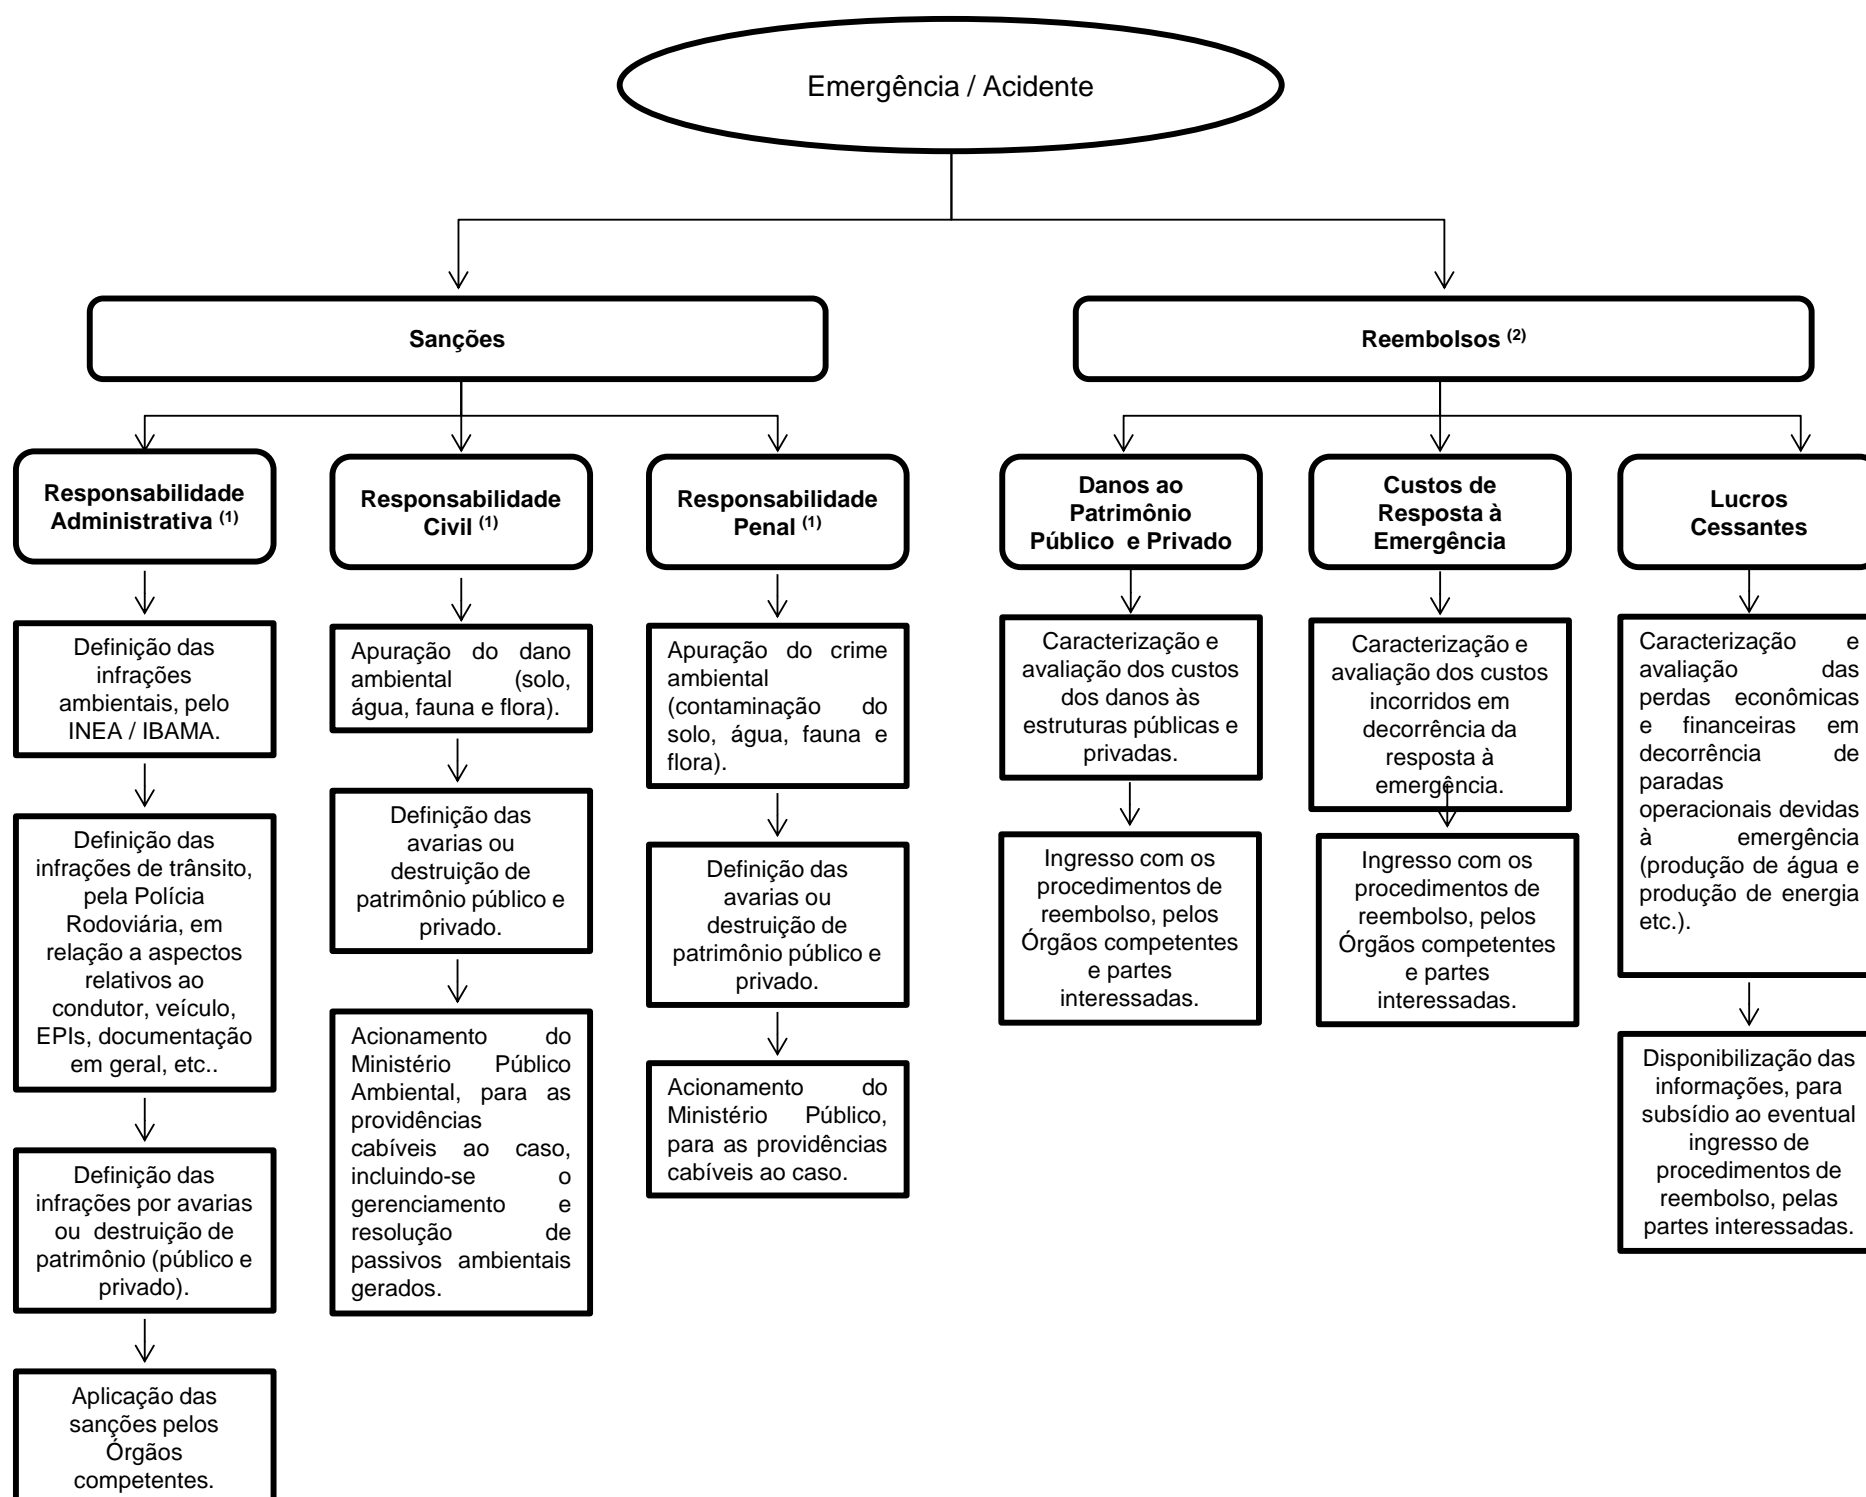 Emergência / Acidente
Sanções
Reembolsos (2)
Responsabilidade
Administrativa (1)
Responsabilidade
Civil (1)
Responsabilidade
Penal (1)
Danos ao
Patrimônio
Público e Privado
Custos de
Resposta à
Emergência
Lucros
Cessantes
Definição das
infrações
ambientais, pelo
INEA / IBAMA.
Definição das
infrações de trânsito,
pela Polícia
Rodoviária, em
relação a aspectos
relativos ao
condutor, veículo,
EPIs, documentação
em geral, etc..
Definição das
infrações por avarias
ou destruição de
patrimônio (público e
privado).
Aplicação das
sanções pelos
Órgãos
competentes.
Apuração do dano
ambiental (solo,
água, fauna e flora).
Definição das
avarias ou
destruição de
patrimônio público e
privado.
Acionamento do
Ministério Público
Ambiental, para as
providências
cabíveis ao caso,
incluindo-se o
gerenciamento e
resolução de
passivos ambientais
gerados.
Apuração do crime
ambiental
(contaminação do
solo, água, fauna e
flora).
Definição das
avarias ou
destruição de
patrimônio público e
privado.
Acionamento do
Ministério Público,
para as providências
cabíveis ao caso.
Caracterização e
avaliação dos custos
dos danos às
estruturas públicas e
privadas.
Ingresso com os
procedimentos de
reembolso, pelos
Órgãos competentes
e partes
interessadas.
Caracterização e
avaliação dos custos
incorridos em
decorrência da
resposta à
emergência.
Ingresso com os
procedimentos de
reembolso, pelos
Órgãos competentes
e partes
interessadas.
Caracterização e
avaliação das
perdas econômicas
e financeiras em
decorrência de
paradas
operacionais devidas
à emergência
(produção de água e
produção de energia
etc.).
Disponibilização das
informações, para
subsídio ao eventual
ingresso de
procedimentos de
reembolso, pelas
partes interessadas.